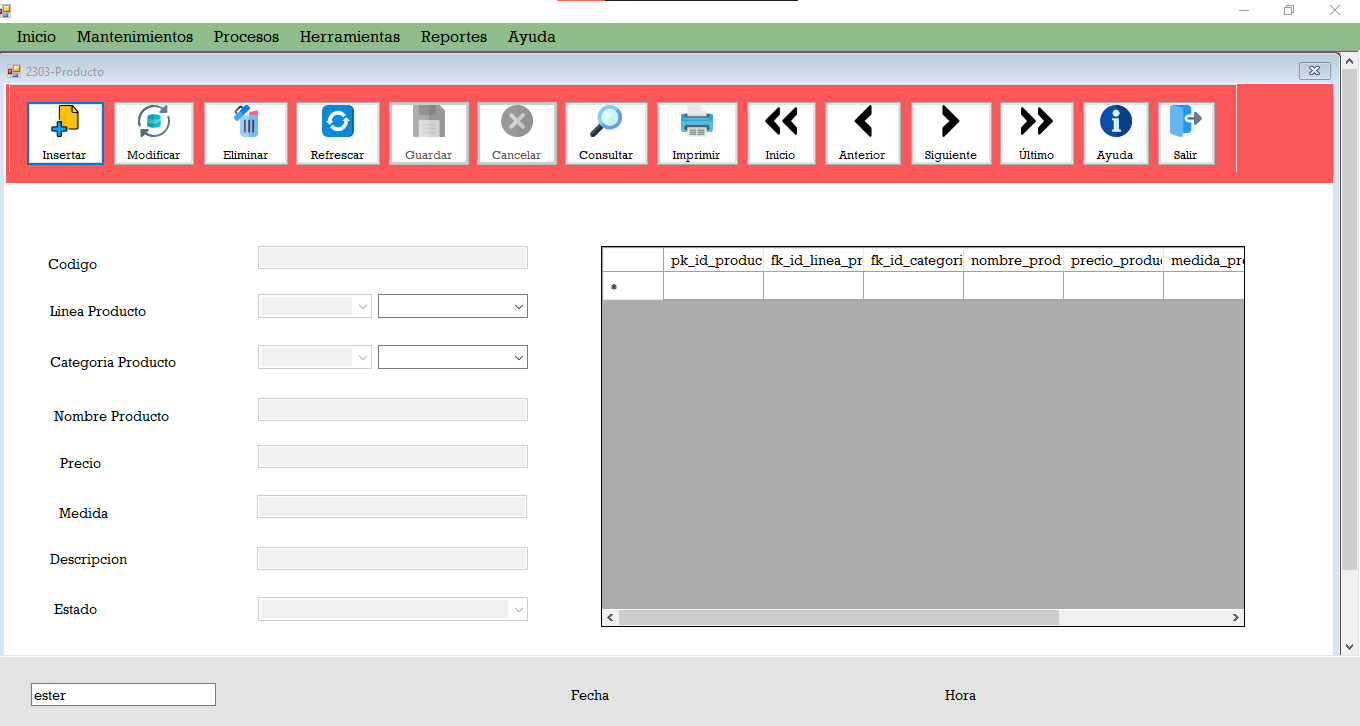 Inicio Mantenimientos Procesos Herramientas Reportes Ayuda
2303-Producto
Insertar Modificar Eliminar Refrescar Guardar Cancelar Consultar Imprimir Inicio Anterior Siguiente Último Ayuda Salir
Codigo
Linea Producto
Categoria Producto
Nombre Producto
Precio
Medida
Descripcion
Estado
pk_id_produc fk_id_linea_pr fk_id_categori nombre_prod precio_produ medida_pro
*
ester Fecha Hora